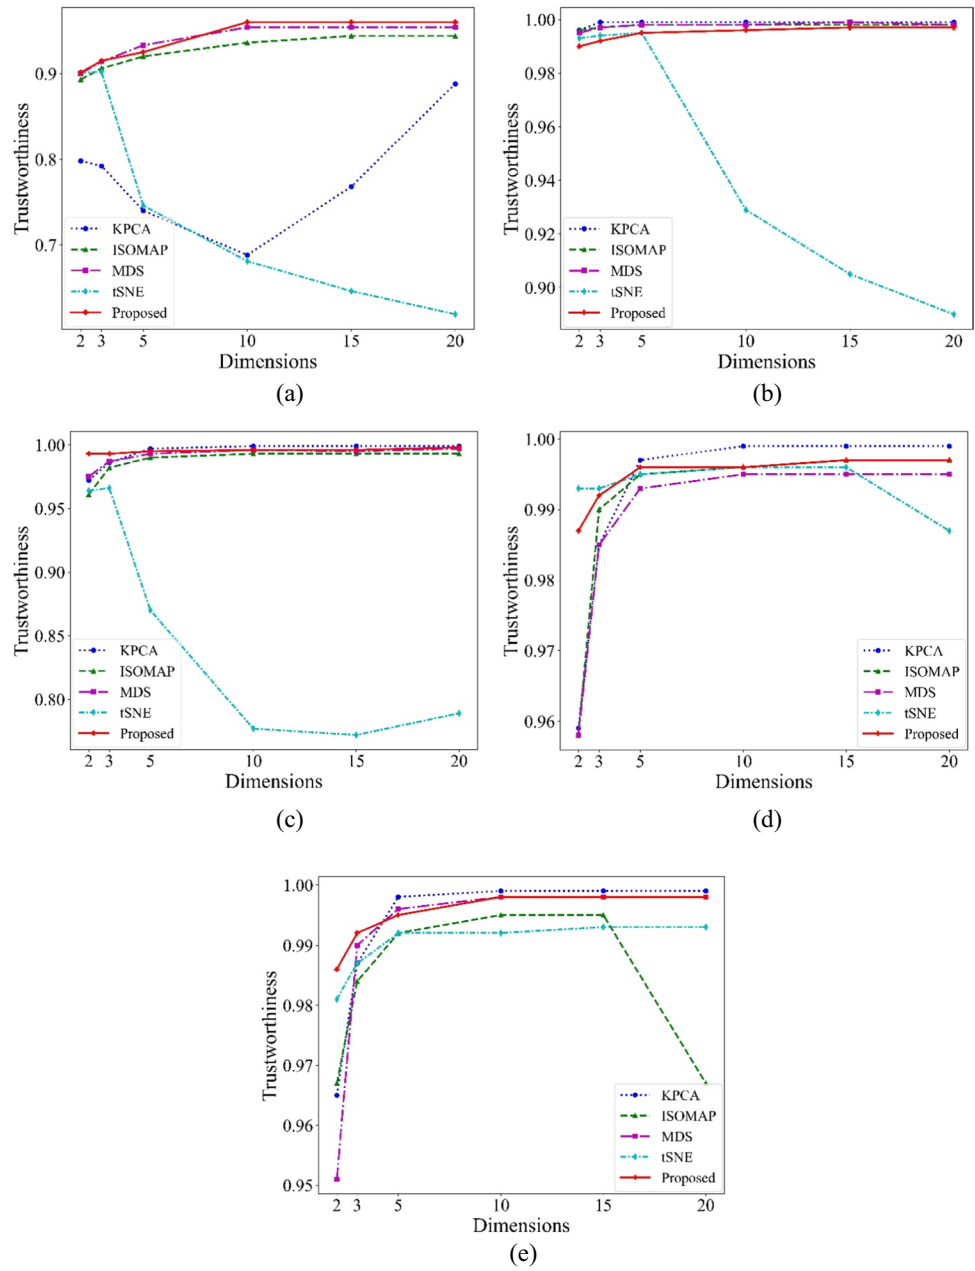 Trustworthiness
0.9
0.8
0.7
KPCA
ISOMAP
MDS
tSNE
Proposed
2 3 5 10 15 20
Dimensions
(a)
Trustworthiness
1.00
0.98
0.96
0.94
0.92
0.90
KPCA
ISOMAP
MDS
tSNE
Proposed
2 3 5 10 15 20
Dimensions
(b)
Trustworthiness
1.00
0.95
0.90
0.85
0.80
KPCA
ISOMAP
MDS
tSNE
Proposed
2 3 5 10 15 20
Dimensions
(c)
Trustworthiness
1.00
0.99
0.98
0.97
0.96
KPCA
ISOMAP
MDS
tSNE
Proposed
2 3 5 10 15 20
Dimensions
(d)
Trustworthiness
1.00
0.99
0.98
0.97
0.96
0.95
KPCA
ISOMAP
MDS
tSNE
Proposed
2 3 5 10 15 20
Dimensions
(e)